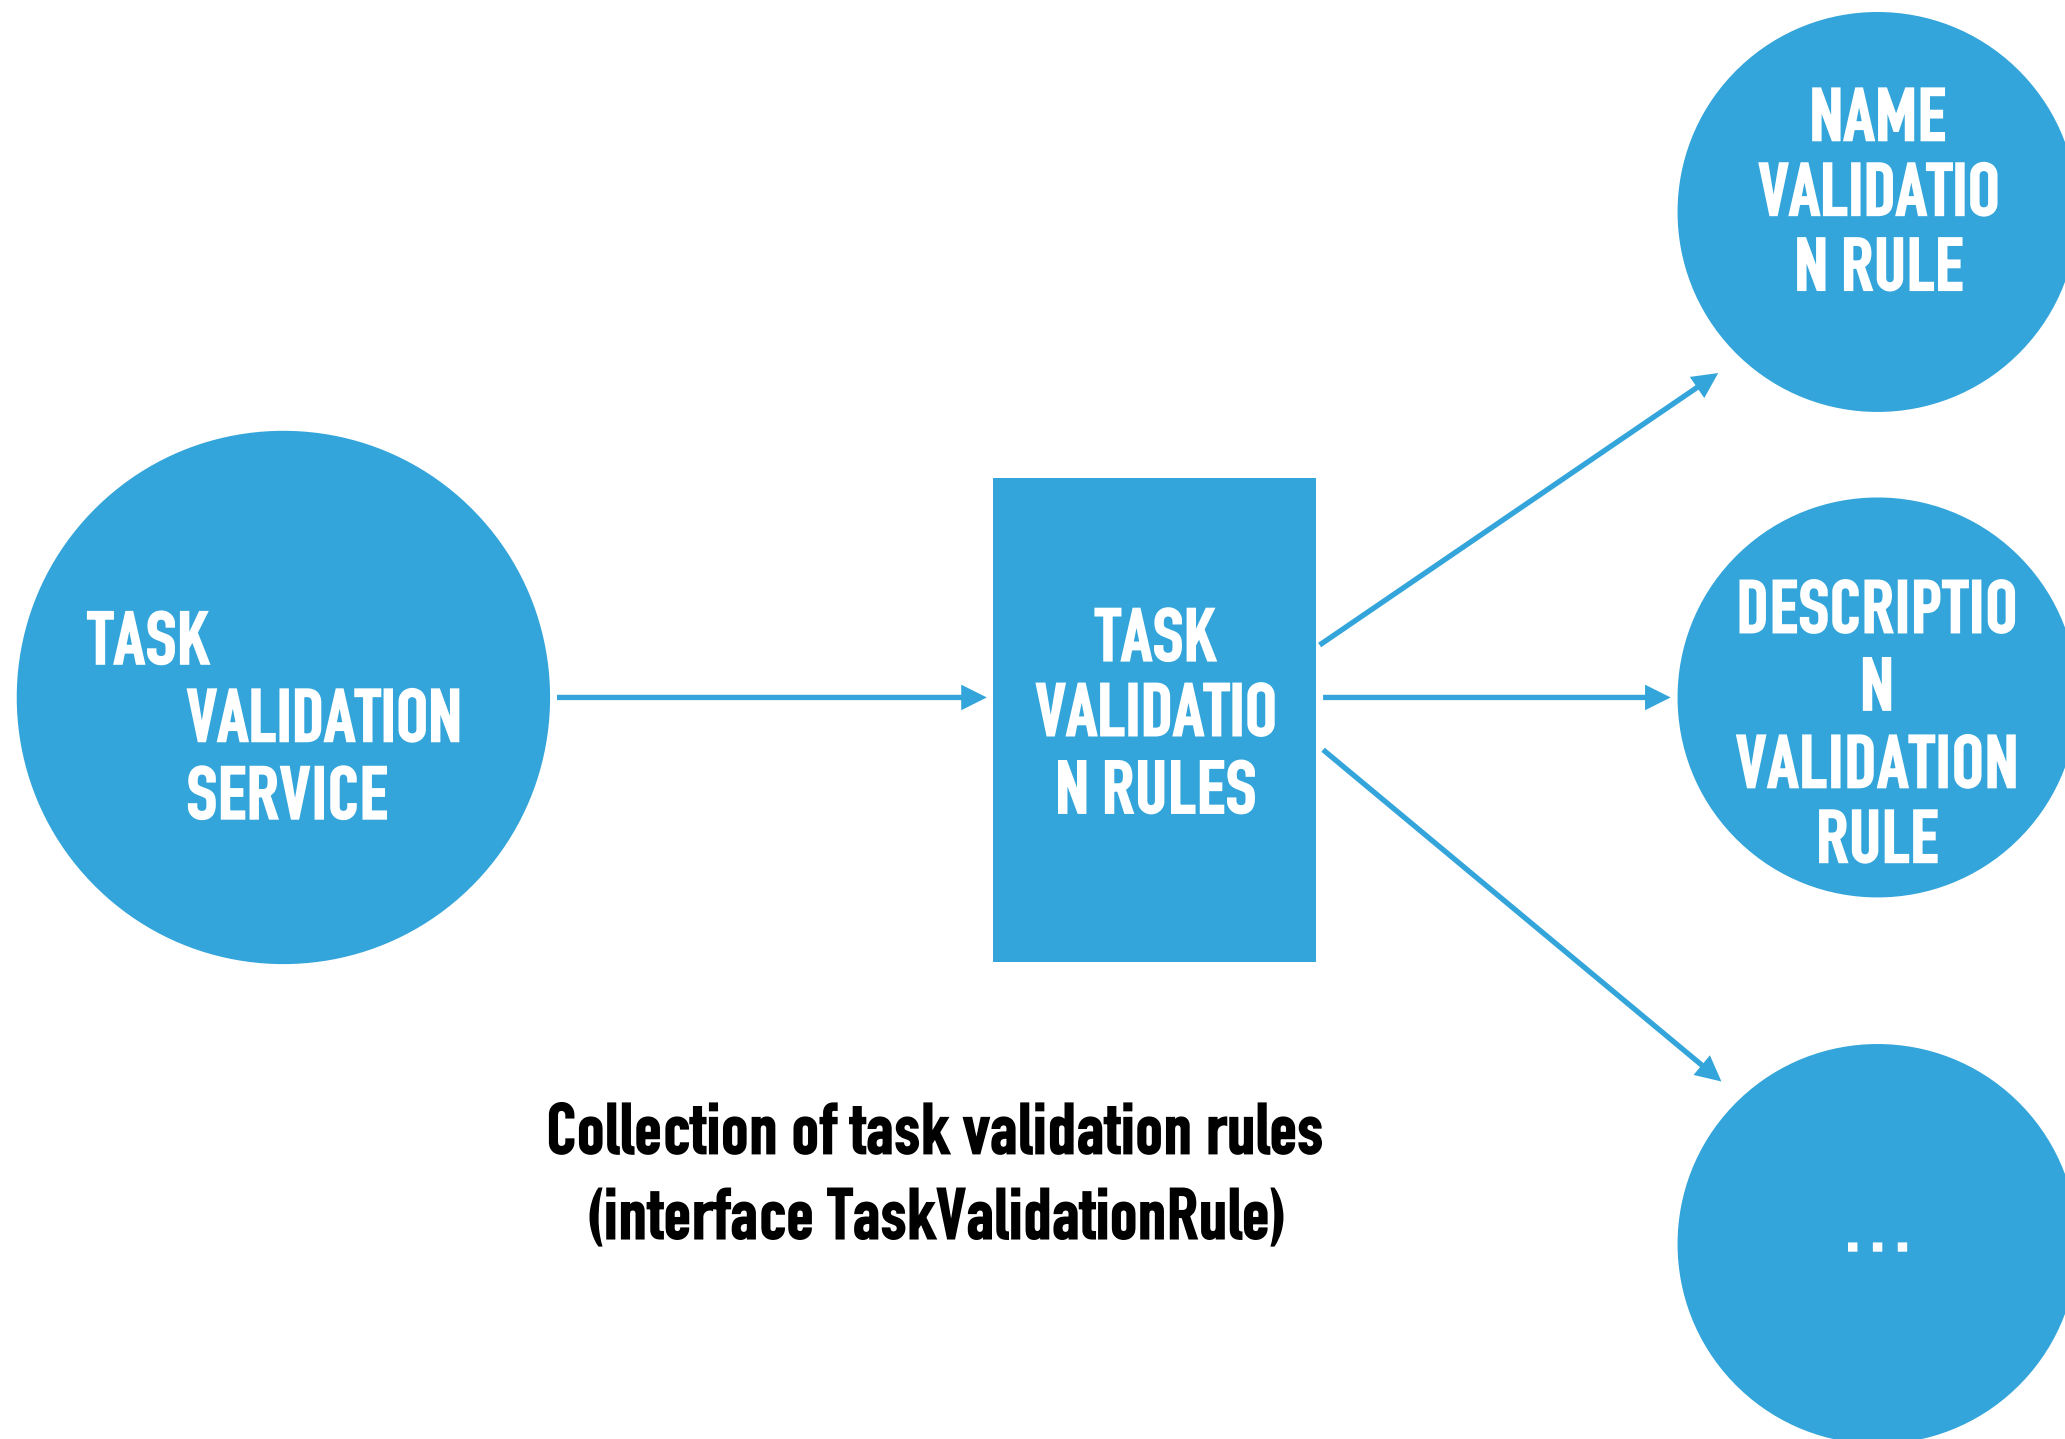 NAME
VALIDATIO
N RULE
TASK
VALIDATION
SERVICE
TASK
VALIDATIO
N RULES
DESCRIPTIO
N
VALIDATION
RULE
Collection of task validation rules
(interface TaskValidationRule)
...